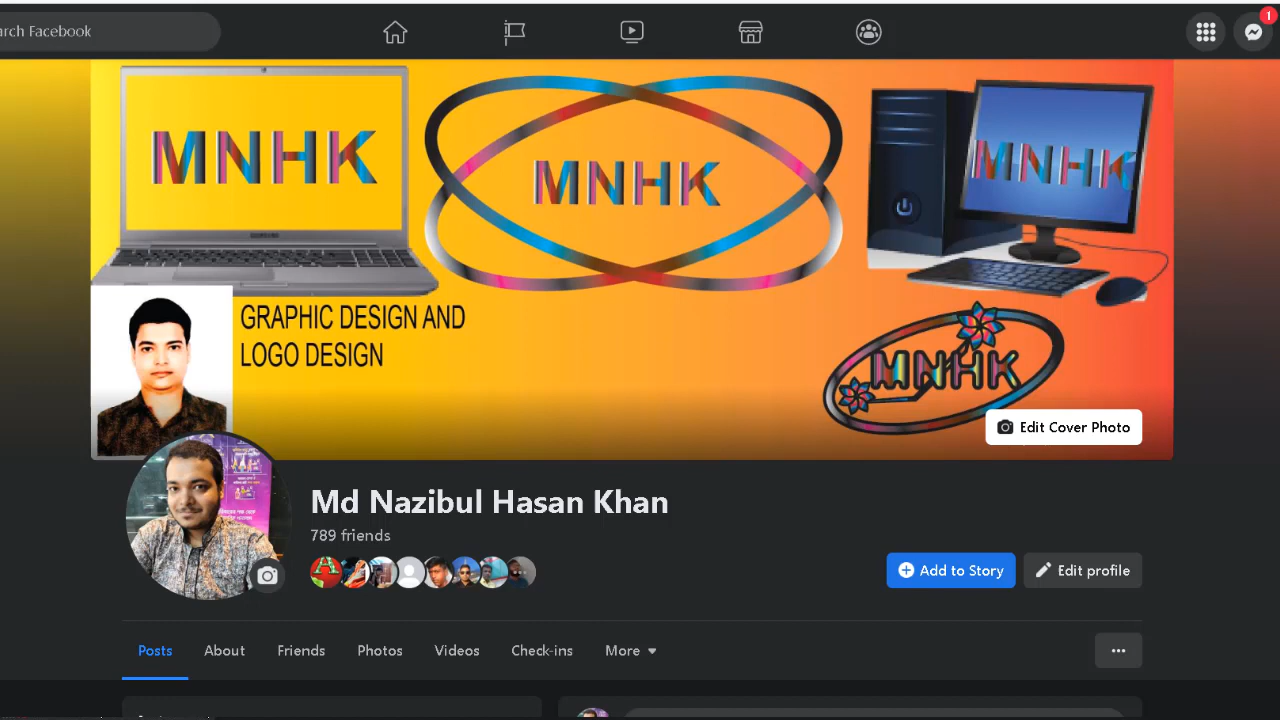 rch Facebook
1
MNHK
MNHK
MNHK
GRAPHIC DESIGN AND
LOGO DESIGN
MNHK
Edit Cover Photo
Md Nazibul Hasan Khan
789 friends
Add to Story
Edit profile
Posts
About
Friends
Photos
Videos
Check-ins
More